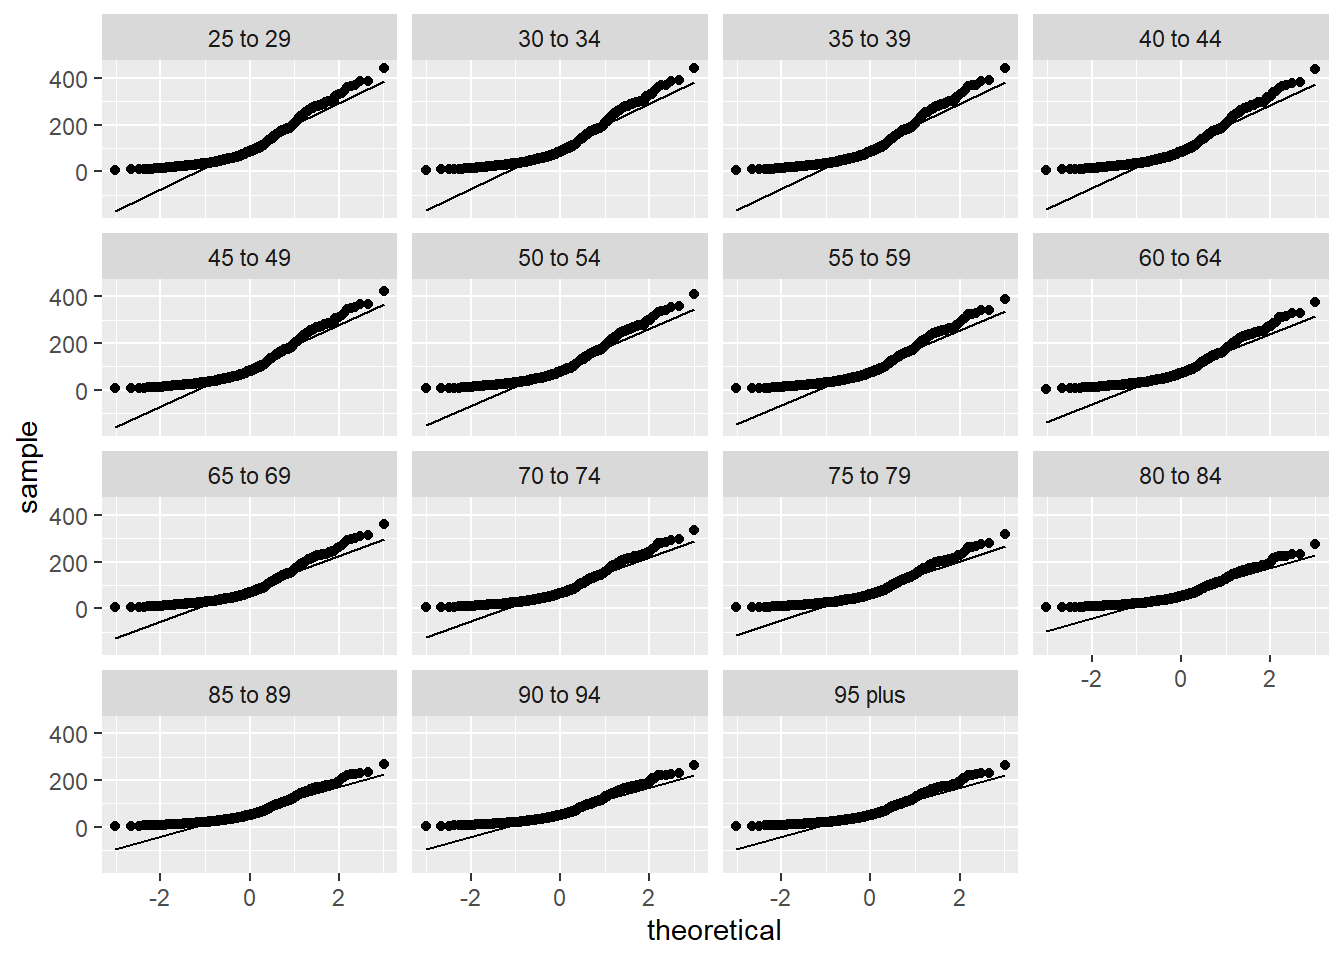 25 to 29
30 to 34
35 to 39
40 to 44
400
200
0
45 to 49
50 to 54
55 to 59
60 to 64
400
200
0
65 to 69
70 to 74
75 to 79
80 to 84
400
200
0
-2
0
2
85 to 89
90 to 94
95 plus
400
200
0
-2
0
2
-2
0
2
-2
0
2
sample
theoretical